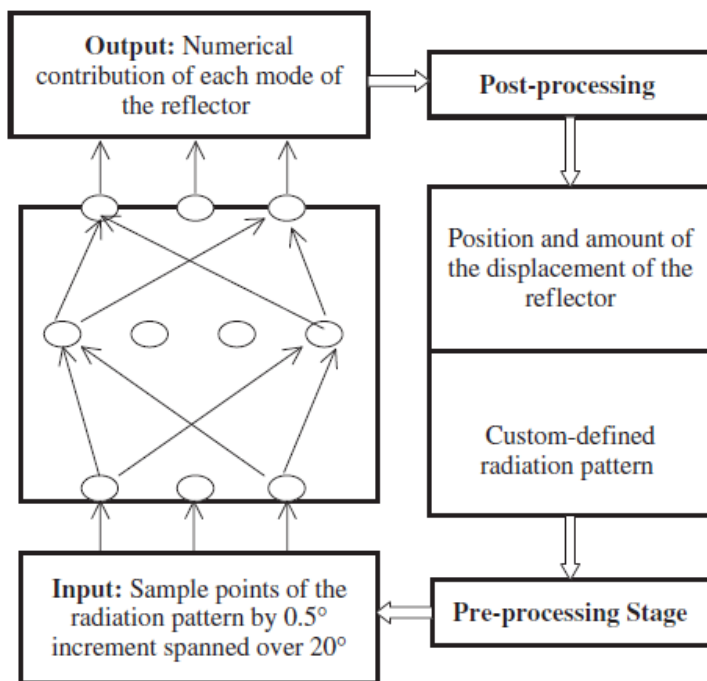 Output: Numerical
contribution of each mode of
the reflector
Post-processing
Position and amount of
the displacement of the
reflector
Custom-defined
radiation pattern
Input: Sample points of the
radiation pattern by 0.5°
increment spanned over 20°
Pre-processing Stage